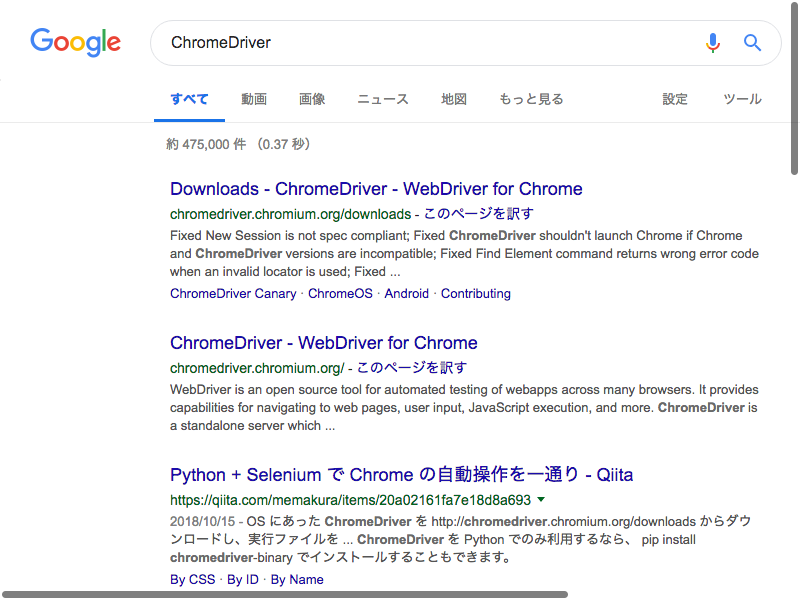 Google
ChromeDriver
すべて 動画 画像 ニュース 地図 もっと見る 設定 ツール
約 475,000 件 （0.37 秒）
Downloads - ChromeDriver - WebDriver for Chrome
chromedriver.chromium.org/downloads - このページを訳す
Fixed New Session is not spec compliant; Fixed ChromeDriver shouldn't launch Chrome if Chrome
and ChromeDriver versions are incompatible; Fixed Find Element command returns wrong error code
when an invalid locator is used; Fixed ...
ChromeDriver Canary · ChromeOS · Android · Contributing
ChromeDriver - WebDriver for Chrome
chromedriver.chromium.org/ - このページを訳す
WebDriver is an open source tool for automated testing of webapps across many browsers. It provides
capabilities for navigating to web pages, user input, JavaScript execution, and more. ChromeDriver is
a standalone server which ...
Python + Selenium で Chrome の自動操作を一通り - Qiita
https://qiita.com/memakura/items/20a02161fa7e18d8a693
2018/10/15 - OS にあった ChromeDriver を http://chromedriver.chromium.org/downloads からダウ
ンロードし、実行ファイルを ... ChromeDriver を Python でのみ利用するなら、 pip install
chromedriver-binary でインストールすることもできます。
By CSS · By ID · By Name